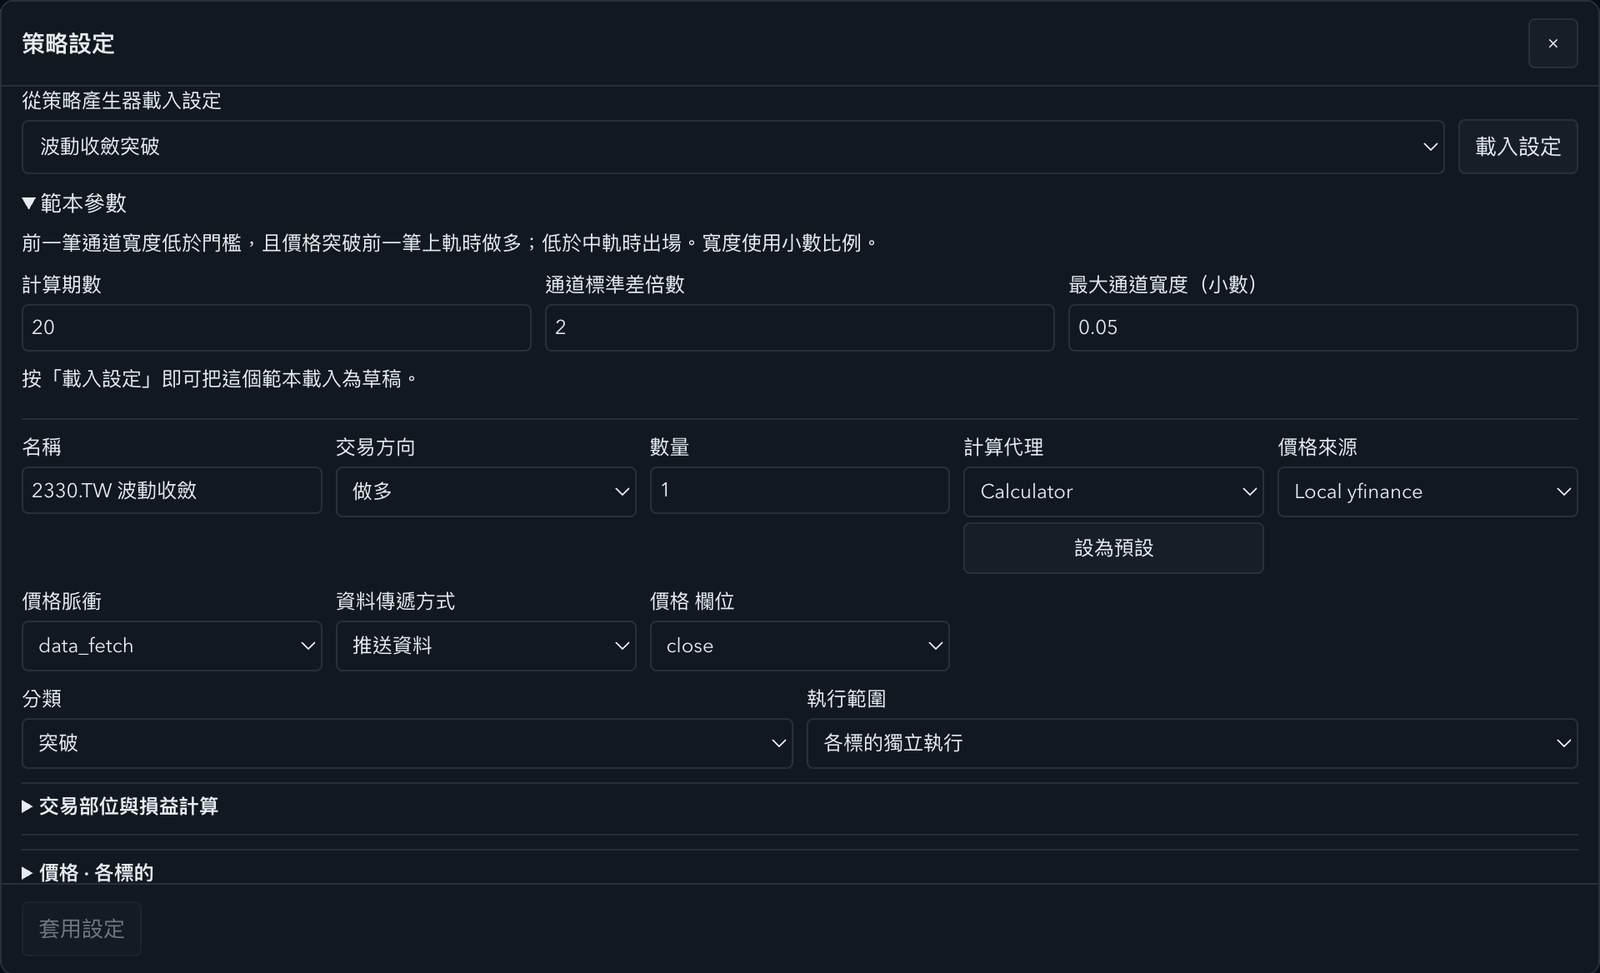 策略設定
×
從策略產生器載入設定
波動收斂突破
載入設定
▼範本參數
前一筆通道寬度低於門檻，且價格突破前一筆上軌時做多；低於中軌時出場。寬度使用小數比例。
計算期數 通道標準差倍數 最大通道寬度（小數）
20 2 0.05
按「載入設定」即可把這個範本載入為草稿。
名稱 交易方向 數量 計算代理 價格來源
2330.TW 波動收斂 做多 1 Calculator Local yfinance
設為預設
價格脈衝 資料傳遞方式 價格 欄位
data_fetch 推送資料 close
分類 執行範圍
突破 各標的獨立執行
▶交易部位與損益計算
▶價格 · 各標的
套用設定